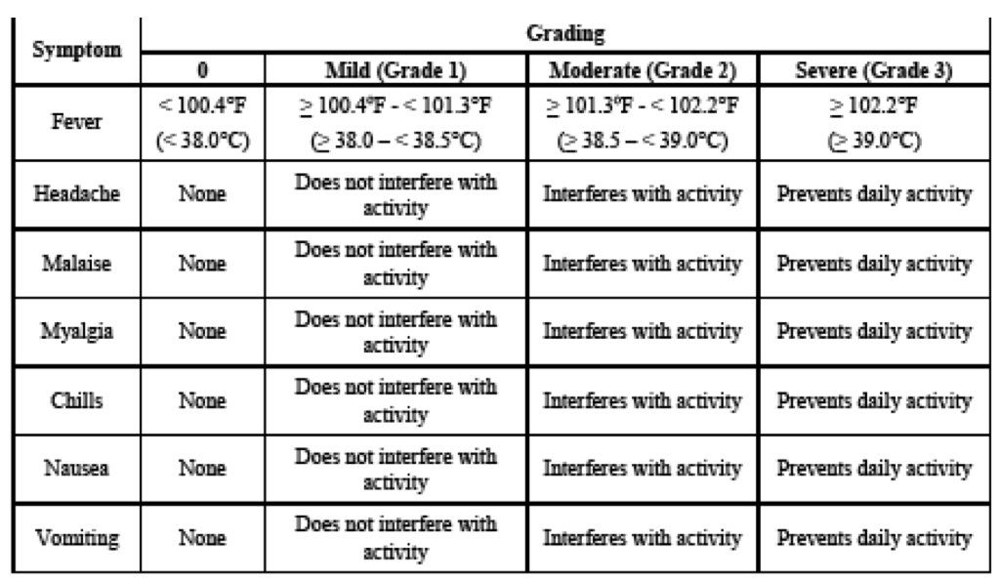 Symptom
Grading
0
Mild (Grade 1)
Moderate (Grade 2)
Severe (Grade 3)
Fever
< 100.4°F
(< 38.0°C)
≥ 100.4°F - < 101.3°F
(≥ 38.0 – < 38.5°C)
≥ 101.3°F - < 102.2°F
(≥ 38.5 – < 39.0°C)
≥ 102.2°F
(≥ 39.0°C)
Headache
None
Does not interfere with
activity
Interferes with activity
Prevents daily activity
Malaise
None
Does not interfere with
activity
Interferes with activity
Prevents daily activity
Myalgia
None
Does not interfere with
activity
Interferes with activity
Prevents daily activity
Chills
None
Does not interfere with
activity
Interferes with activity
Prevents daily activity
Nausea
None
Does not interfere with
activity
Interferes with activity
Prevents daily activity
Vomiting
None
Does not interfere with
activity
Interferes with activity
Prevents daily activity